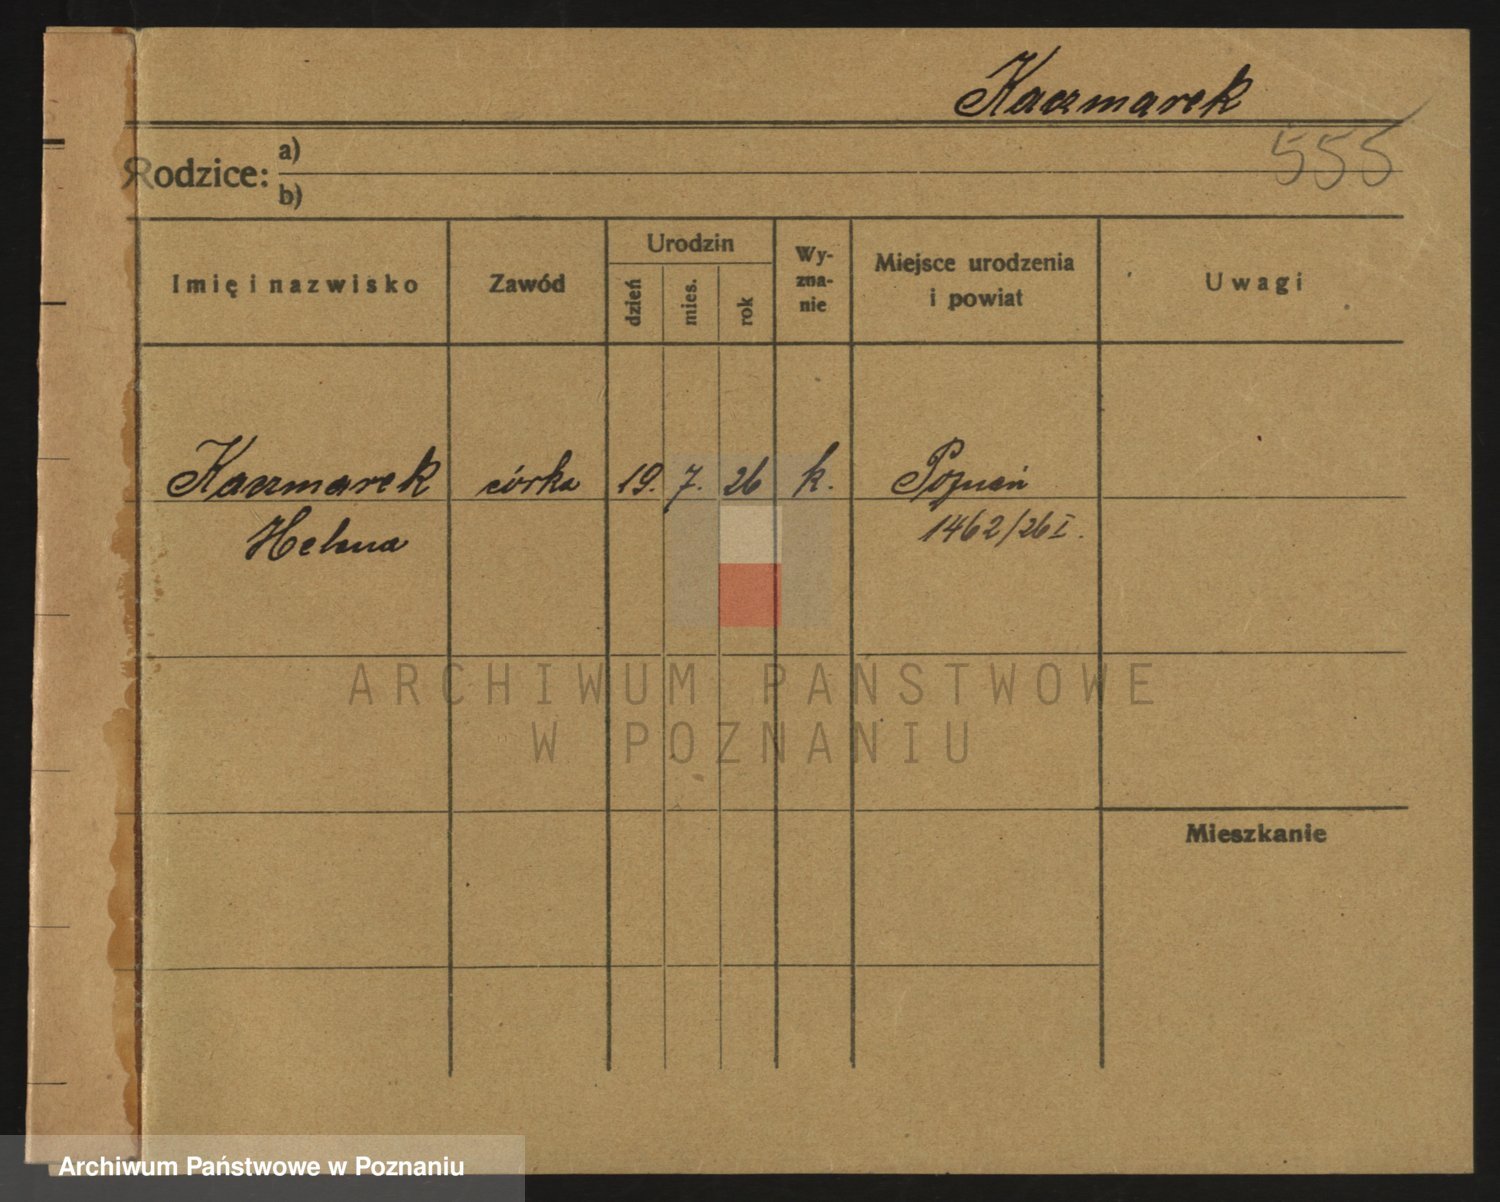 Kaczmarek
555
Rodzice: a)
b)
Imię i nazwisko
Zawód
Urodzin
dzień
mies.
rok
Wy-
zna-
nie
Miejsce urodzenia
i powiat
Uwagi
Kaczmarek córka 19. 7. 26 k. Poznań
Helena 1462/26 I.
ARCHIWUM PAŃSTWOWE
W POZNANIU
Mieszkanie
Archiwum Państwowe w Poznaniu